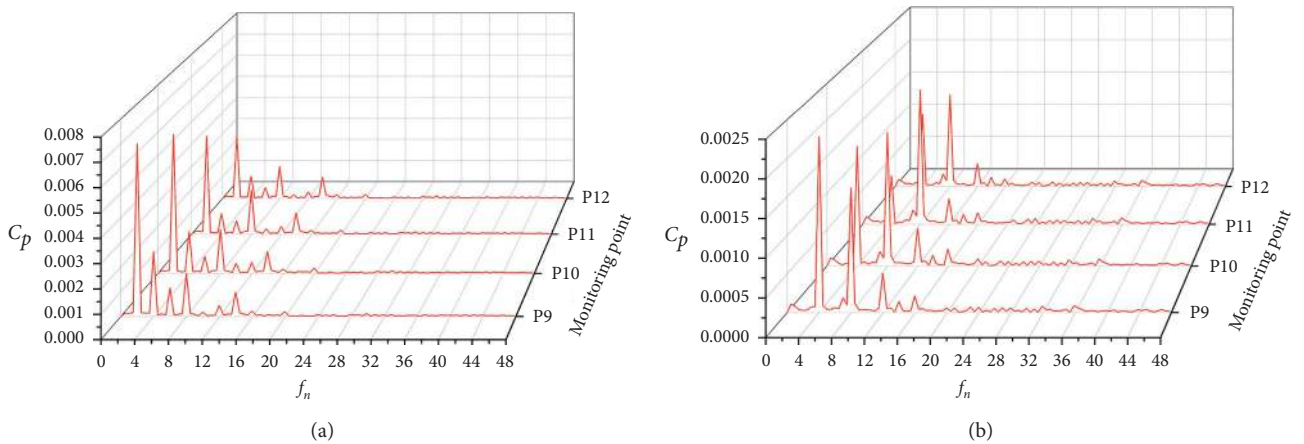 0.008
0.007
0.006
0.005
0.004
0.003
0.002
0.001
0.000
C_p
0 4 8 12 16 20 24 28 32 36 40 44 48
f_n
P12
P11
P10
P9
Monitoring point
(a)
0.0025
0.0020
0.0015
0.0010
0.0005
0.0000
C_p
0 4 8 12 16 20 24 28 32 36 40 44 48
f_n
P12
P11
P10
P9
Monitoring point
(b)